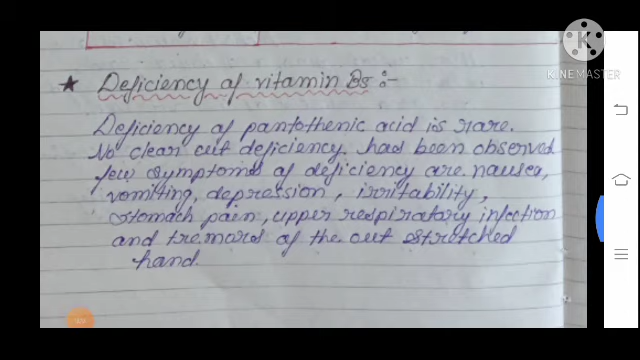 KINEMASTER
★ Deficiency of vitamin B5 :-
Deficiency of pantothenic acid is rare.
No clear cut deficiency had been observed
few symptoms of deficiency are nausea,
vomiting, depression, irritability,
stomach pain, upper respiratory infection
and tremors of the out stretched
hand.